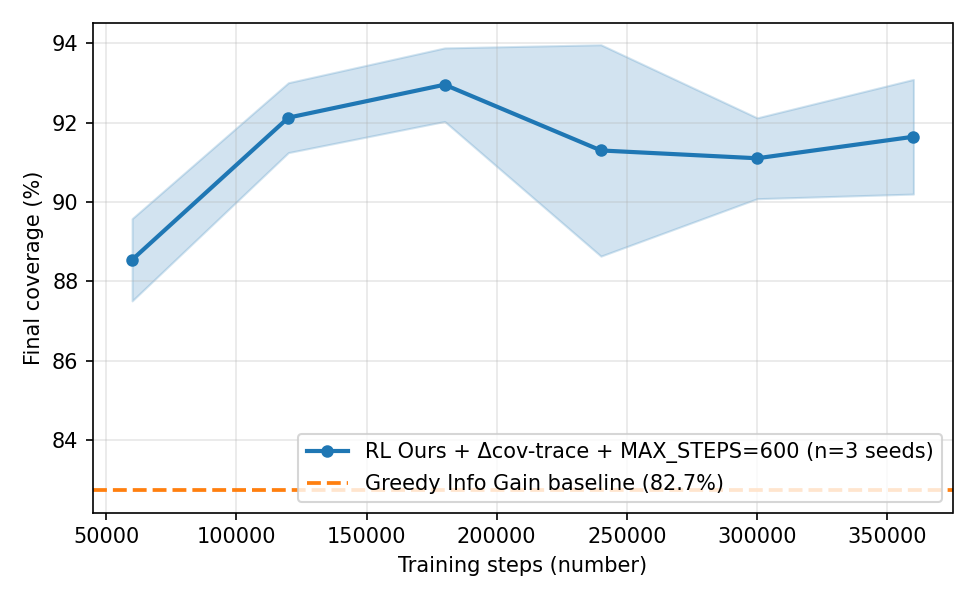 94
92
90
88
86
84
Final coverage (%)
RL Ours + Δcov-trace + MAX_STEPS=600 (n=3 seeds)
Greedy Info Gain baseline (82.7%)
50000 100000 150000 200000 250000 300000 350000
Training steps (number)